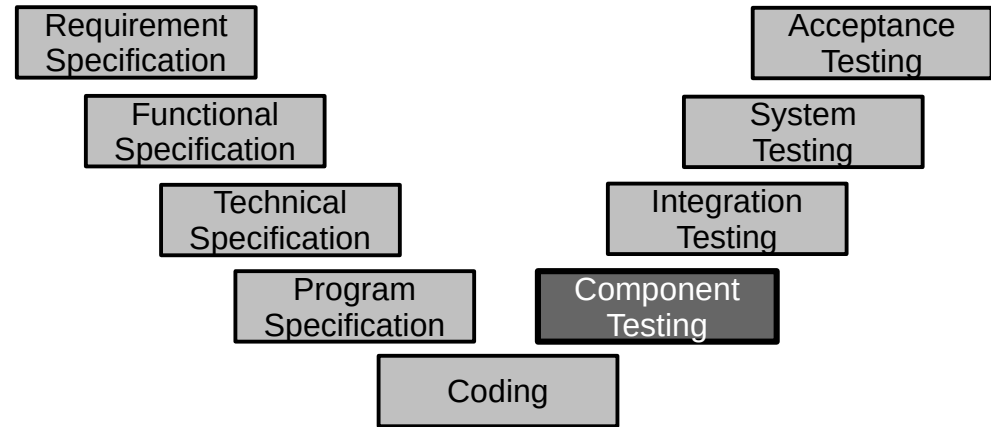 Requirement
Specification
Acceptance
Testing
Functional
Specification
System
Testing
Technical
Specification
Integration
Testing
Program
Specification
Component
Testing
Coding